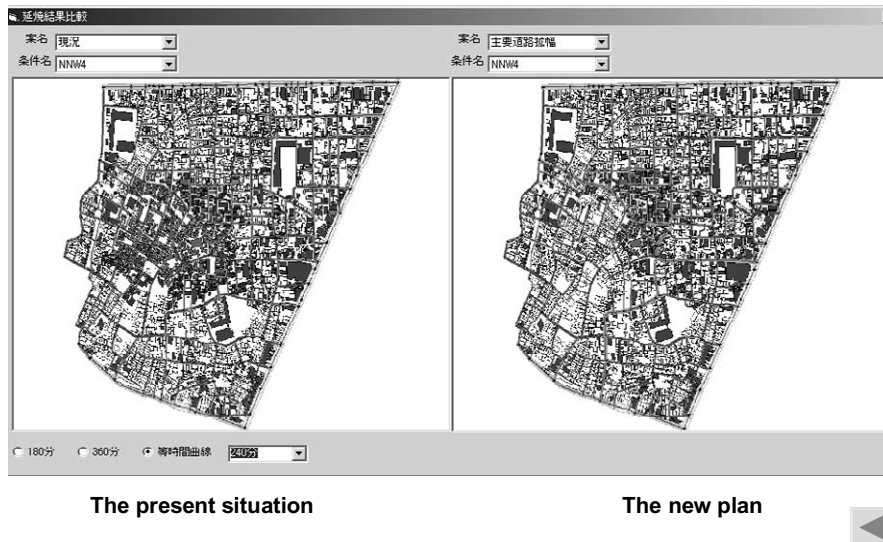 延焼結果比較
案名 現況
条件名 NNW4
案名 主要道路拡幅
条件名 NNW4
180分 360分 等時間曲線 240分
The present situation
The new plan